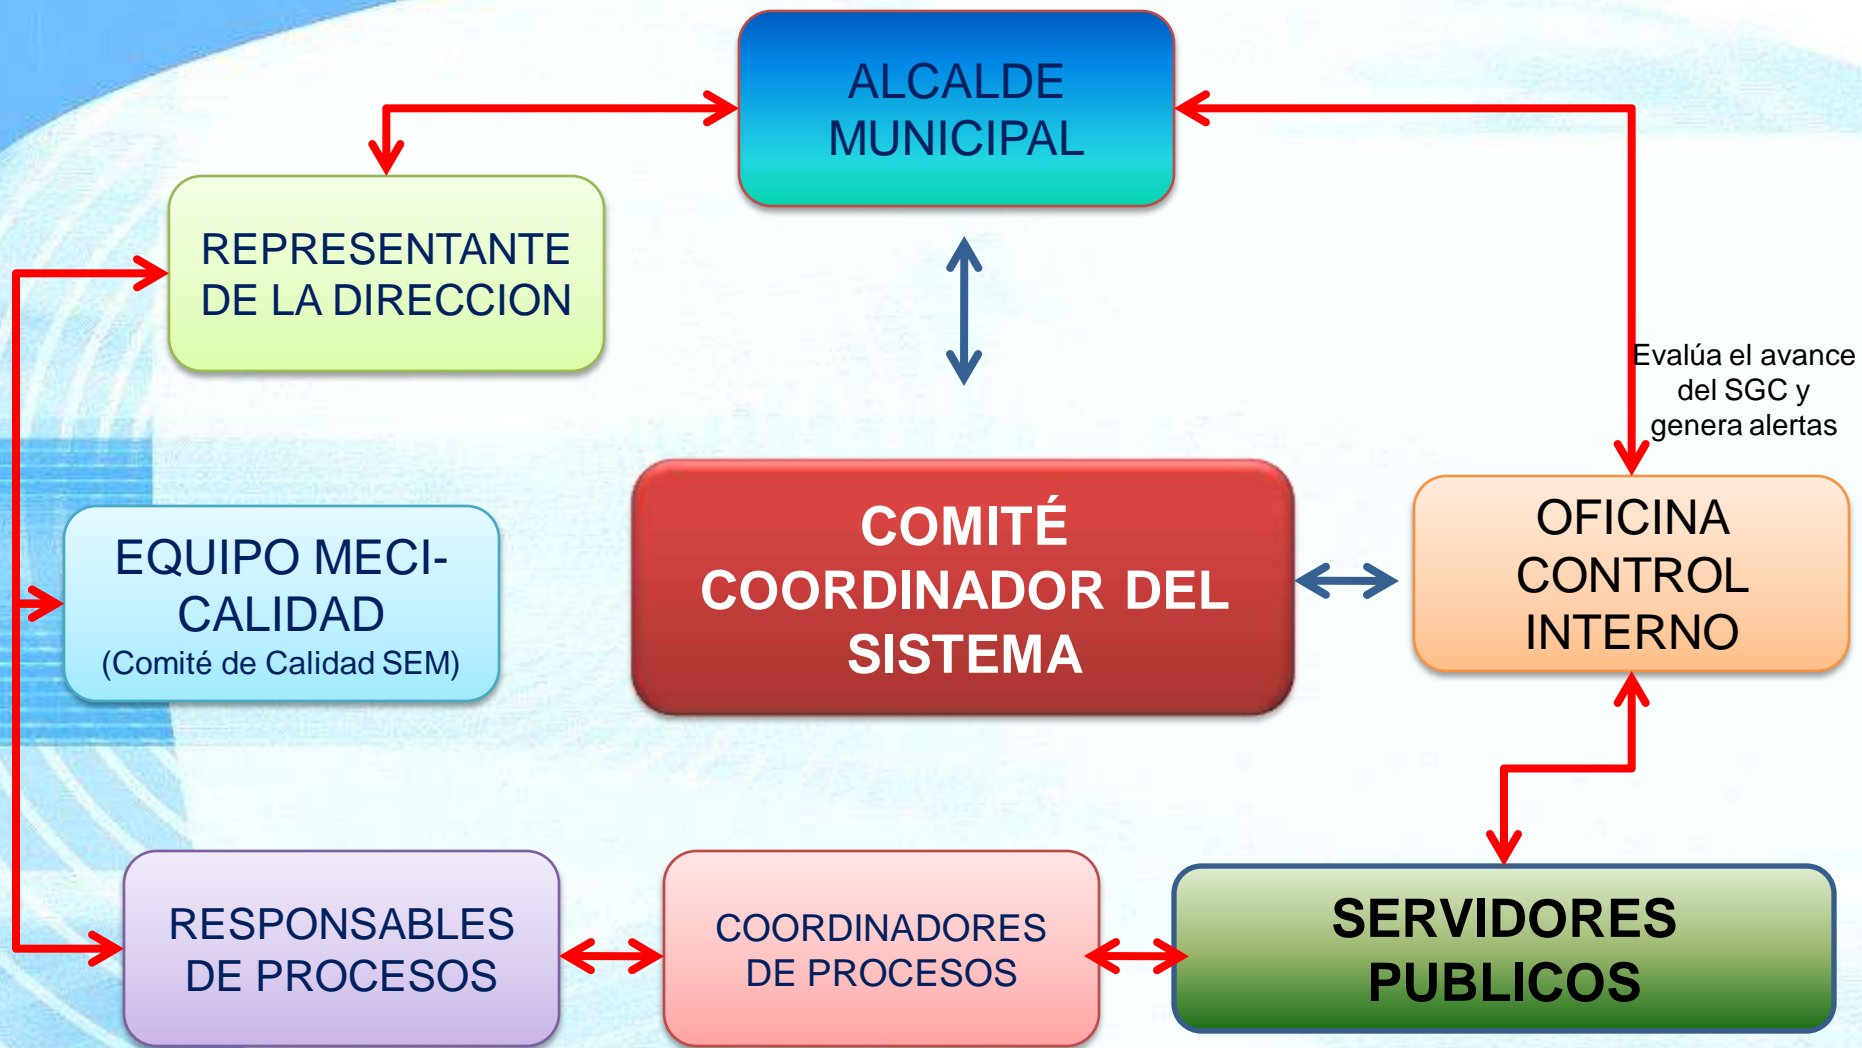 ALCALDE
MUNICIPAL
REPRESENTANTE
DE LA DIRECCION
Evalúa el avance
del SGC y
genera alertas
EQUIPO MECI-
CALIDAD
(Comité de Calidad SEM)
COMITÉ
COORDINADOR DEL
SISTEMA
OFICINA
CONTROL
INTERNO
RESPONSABLES
DE PROCESOS
COORDINADORES
DE PROCESOS
SERVIDORES
PUBLICOS